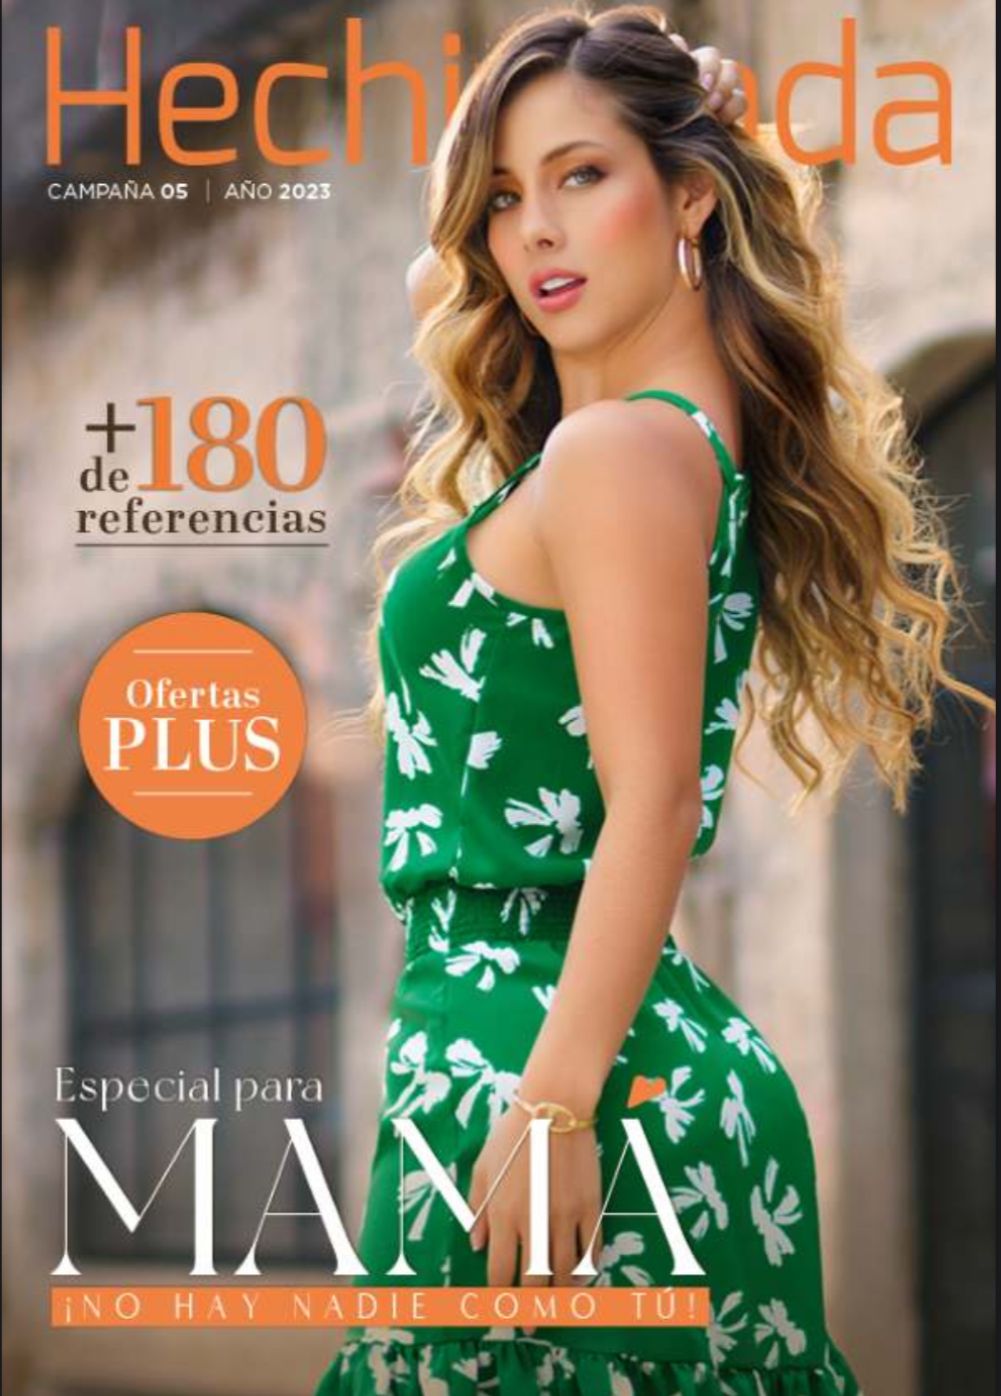 CAMPAÑA 05 | AÑO 2023
+ de 180
referencias
Ofertas
PLUS
Especial para
MAMÁ
¡NO HAY NADIE COMO TÚ!